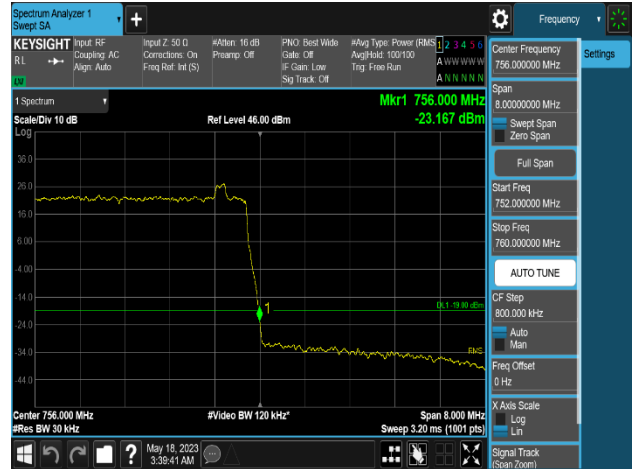 Spectrum Analyzer 1
Swept SA
Frequency
KEYSIGHT
R L
Input: RF
Coupling: AC
Align: Auto
Input Z: 50 Ω
Corrections: On
Freq Ref: Int (S)
#Atten: 16 dB
Preamp: Off
PNO: Best Wide
Gate: Off
IF Gain: Low
Sig Track: Off
#Avg Type: Power (RMS
Avg|Hold: 100/100
Trig: Free Run
1 2 3 4 5 6
A W W W W W
A N N N N N
1 Spectrum
Scale/Div 10 dB
Log
Ref Level 46.00 dBm
Mkr1 756.000 MHz
-23.167 dBm
36.0
26.0
16.0
6.00
-4.00
-14.0
-24.0
-34.0
-44.0
1
DL1 -19.00 dBm
RMS
Center 756.000 MHz
#Res BW 30 kHz
#Video BW 120 kHz*
Span 8.000 MHz
Sweep 3.20 ms (1001 pts)
Center Frequency
756.000000 MHz
Settings
Span
8.00000000 MHz
Swept Span
Zero Span
Full Span
Start Freq
752.000000 MHz
Stop Freq
760.000000 MHz
AUTO TUNE
CF Step
800.000 kHz
Auto
Man
Freq Offset
0 Hz
X Axis Scale
Log
Lin
Signal Track
(Span Zoom)
?
May 18, 2023
3:39:41 AM